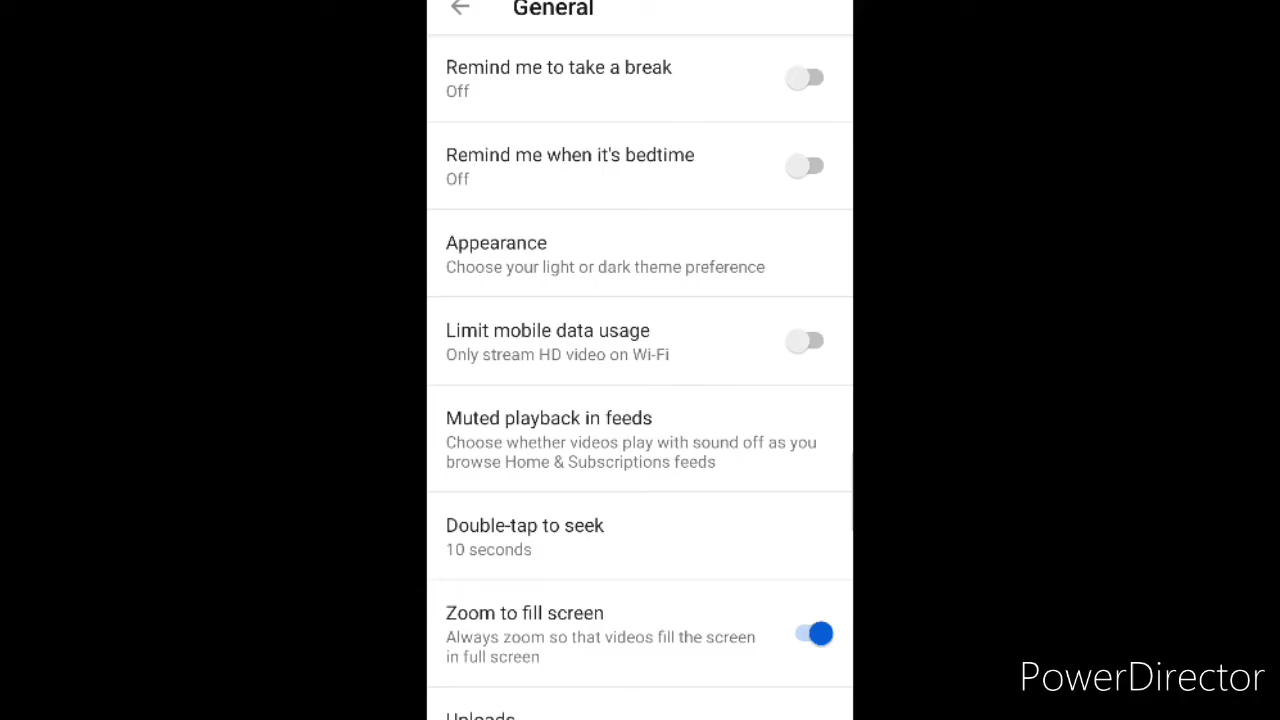 General
Remind me to take a break
Off
Remind me when it's bedtime
Off
Appearance
Choose your light or dark theme preference
Limit mobile data usage
Only stream HD video on Wi-Fi
Muted playback in feeds
Choose whether videos play with sound off as you
browse Home & Subscriptions feeds
Double-tap to seek
10 seconds
Zoom to fill screen
Always zoom so that videos fill the screen
in full screen
Uploads
PowerDirector